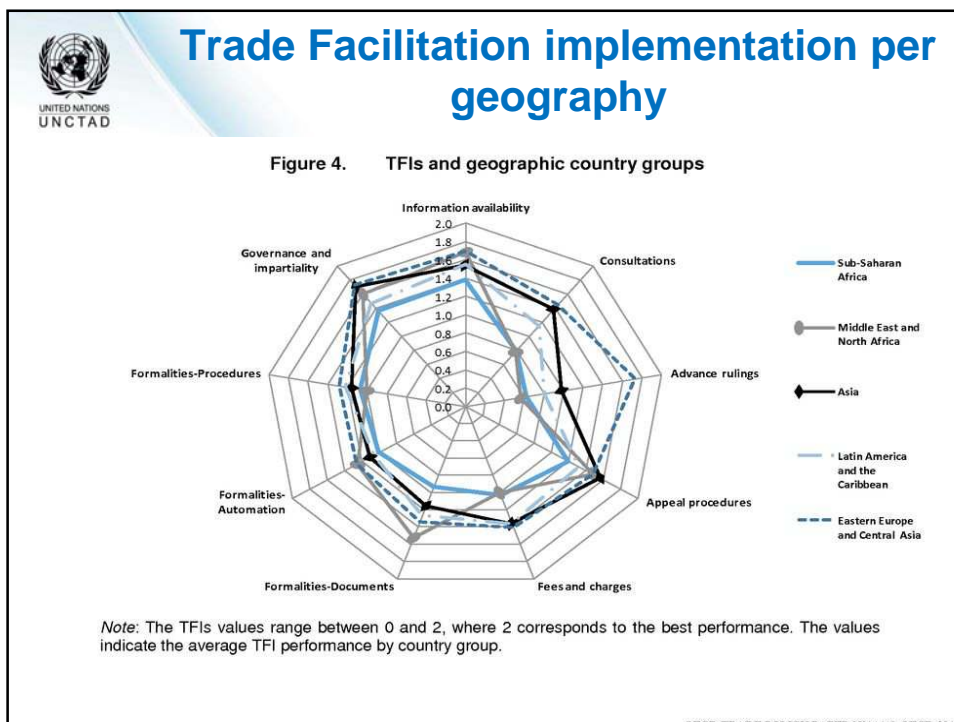 UNITED NATIONS
UNCTAD
Trade Facilitation implementation per
geography
Figure 4. TFIs and geographic country groups
Information availability
Consultations
Advance rulings
Appeal procedures
Fees and charges
Formalities-Documents
Formalities-
Automation
Formalities-Procedures
Governance and
impartiality
2.0
1.8
1.6
1.4
1.2
1.0
0.8
0.6
0.4
0.2
0.0
Sub-Saharan
Africa
Middle East and
North Africa
Asia
Latin America
and the
Caribbean
Eastern Europe
and Central Asia
Note: The TFIs values range between 0 and 2, where 2 corresponds to the best performance. The values
indicate the average TFI performance by country group.